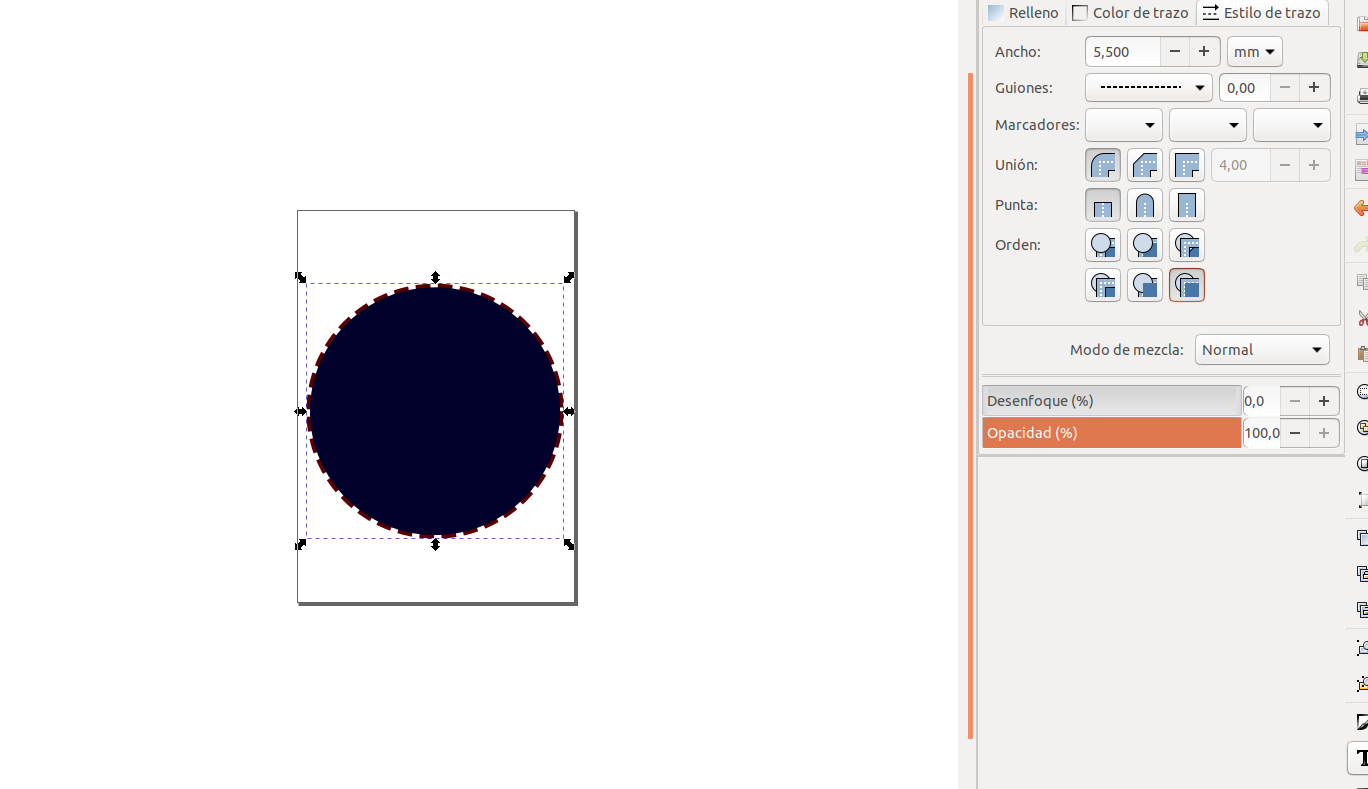 Relleno Color de trazo Estilo de trazo
Ancho: 5,500 mm
Guiones: 0,00
Marcadores:
Unión: 4,00
Punta:
Orden:
Modo de mezcla: Normal
Desenfoque (%) 0,0
Opacidad (%) 100,0